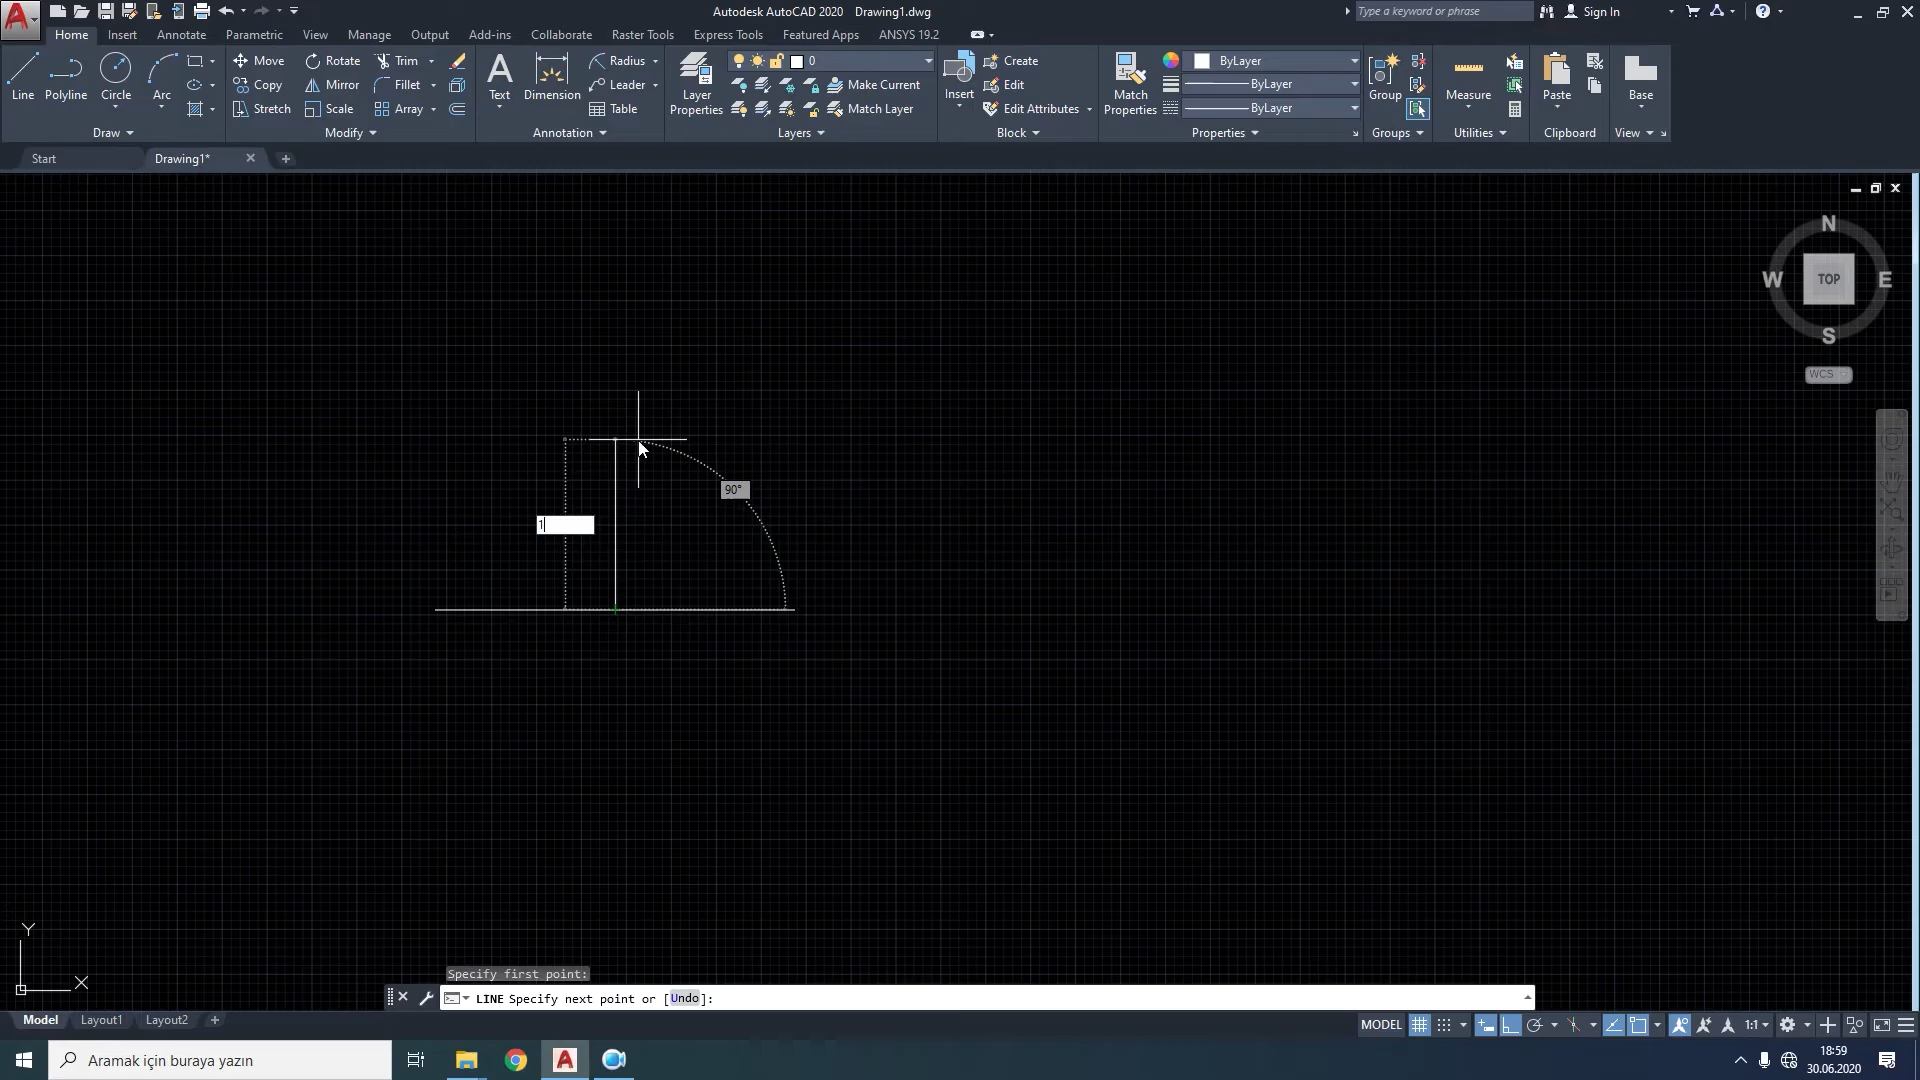 Autodesk AutoCAD 2020 Drawing1.dwg
Type a keyword or phrase
Sign In
Home Insert Annotate Parametric View Manage Output Add-ins Collaborate Raster Tools Express Tools Featured Apps ANSYS 19.2
Line Polyline Circle Arc
Move Rotate Trim
Copy Mirror Fillet
Stretch Scale Array
Text Dimension
Radius
Leader
Table
Layer Properties
0
Make Current
Match Layer
Insert
Create
Edit
Edit Attributes
Match Properties
ByLayer
ByLayer
ByLayer
Group
Measure
Paste
Base
Draw Modify Annotation Layers Block Properties Groups Utilities Clipboard View
Start Drawing1*
N
W TOP E
S
WCS
90°
1
Y
X
Specify first point:
LINE Specify next point or [Undo]:
Model Layout1 Layout2
MODEL 1:1
Aramak için buraya yazın
A
18:59
30.06.2020